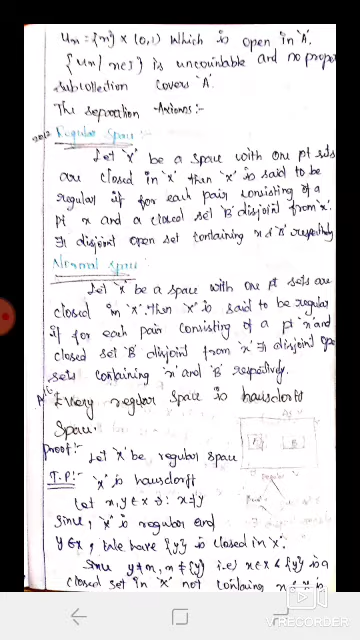 Un = {n} × (0,1) which is open in 'A'.
{Un / n∈J} is uncountable and no proper
subcollection covers 'A'.
The separation Axioms:-
2012 Regular Space:-
Let 'X' be a space with one pt sets
are closed in 'X' then 'X' is said to be
regular if for each pair consisting of a
pt x and a closed set 'B' disjoint from 'x'.
∃ disjoint open set containing x & 'B' respectively
Normal space:-
Let 'X' be a space with one pt sets are
closed in 'X'. then 'X' is said to be regular
if for each pair consisting of a pt 'x' and
closed set 'B' disjoint from 'x' ∃ disjoint open
sets containing 'x' and 'B' respectively.
Every regular space is hausdorff
Space.
Proof:-
Let 'X' be regular space
T.P:- 'X' is hausdorff
Let x, y ∈ X ∋: x≠y
Since, 'X' is regular and
y∈X, take have {y} is closed in 'X'.
Since y≠x, x∉{y} i.e) x∈X & {y} is a
closed set in 'X' not containg x & y is
VIVORECORDER